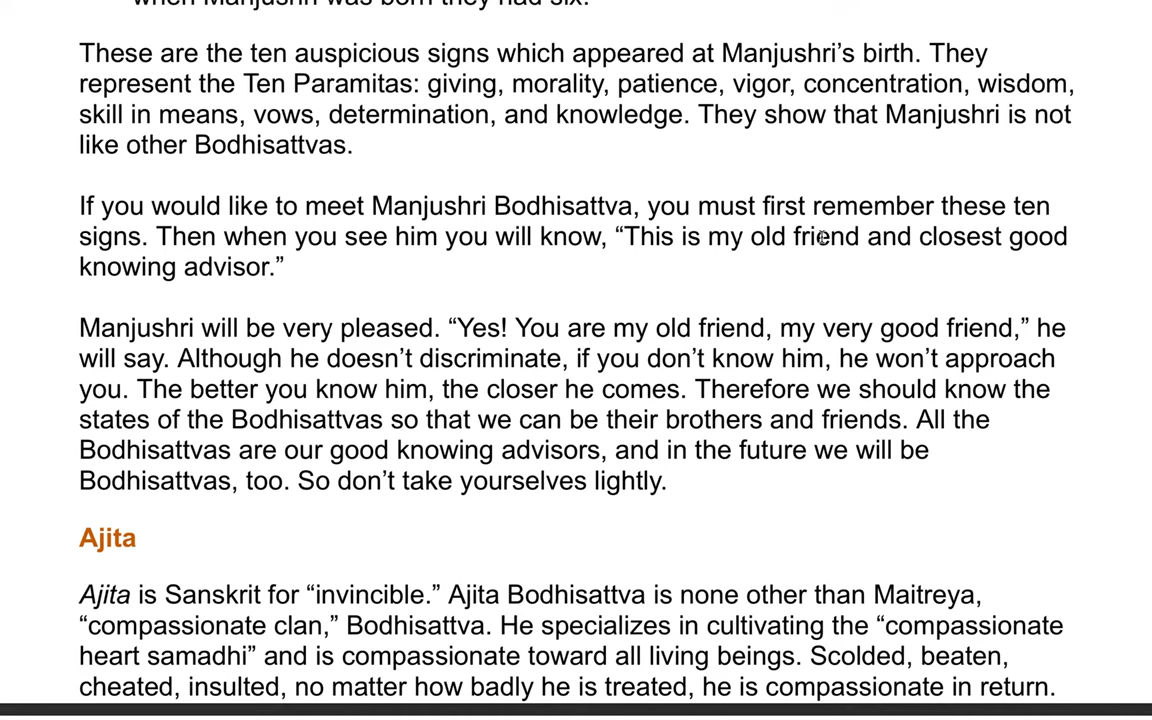 when Manjushri was born they had six.
These are the ten auspicious signs which appeared at Manjushri’s birth. They
represent the Ten Paramitas: giving, morality, patience, vigor, concentration, wisdom,
skill in means, vows, determination, and knowledge. They show that Manjushri is not
like other Bodhisattvas.
If you would like to meet Manjushri Bodhisattva, you must first remember these ten
signs. Then when you see him you will know, “This is my old friend and closest good
knowing advisor.”
Manjushri will be very pleased. “Yes! You are my old friend, my very good friend,” he
will say. Although he doesn’t discriminate, if you don’t know him, he won’t approach
you. The better you know him, the closer he comes. Therefore we should know the
states of the Bodhisattvas so that we can be their brothers and friends. All the
Bodhisattvas are our good knowing advisors, and in the future we will be
Bodhisattvas, too. So don’t take yourselves lightly.
Ajita
Ajita is Sanskrit for “invincible.” Ajita Bodhisattva is none other than Maitreya,
“compassionate clan,” Bodhisattva. He specializes in cultivating the “compassionate
heart samadhi” and is compassionate toward all living beings. Scolded, beaten,
cheated, insulted, no matter how badly he is treated, he is compassionate in return.